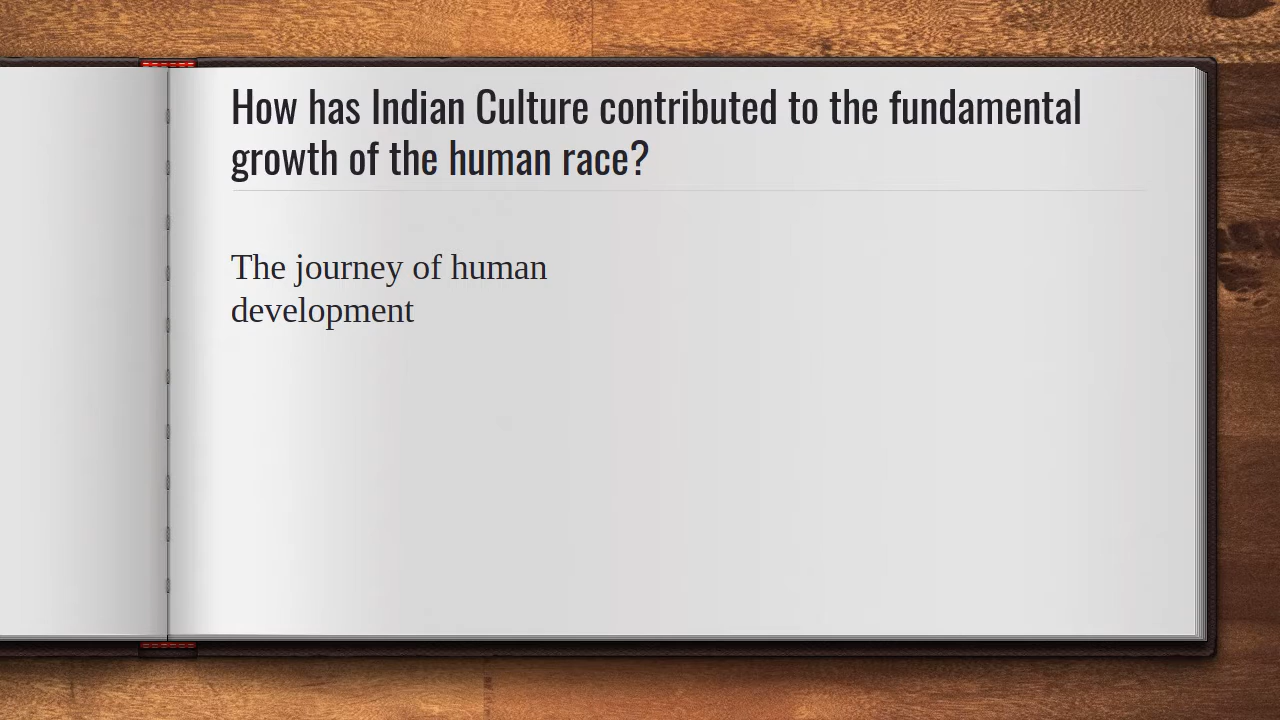 How has Indian Culture contributed to the fundamental
growth of the human race?
The journey of human
development